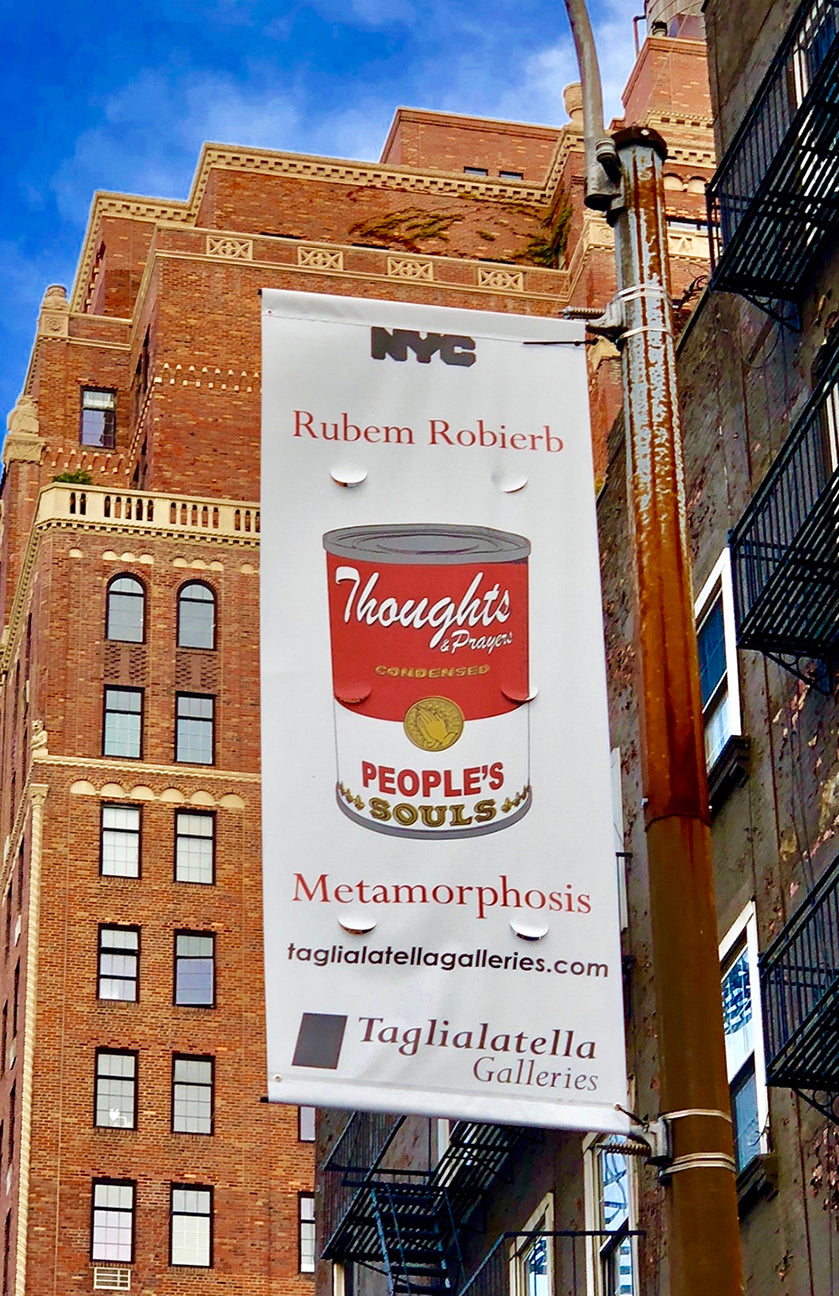 NYC
Rubem Robierb
Thoughts
& Prayers
CONDENSED
PEOPLE'S
SOULS
Metamorphosis
taglialatellagalleries.com
Taglialatella
Galleries